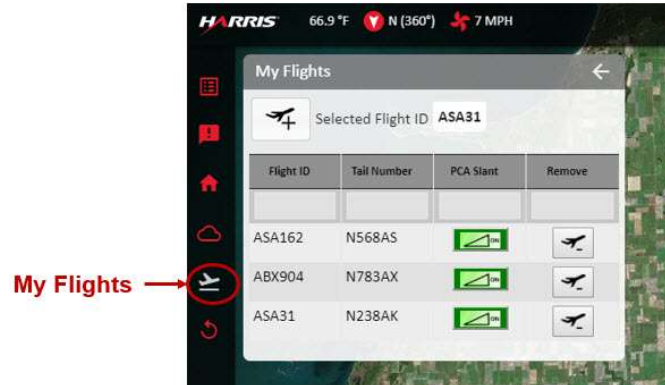 HARRIS 66.9 °F N (360°) 7 MPH
My Flights
Selected Flight ID ASA31
Flight ID Tail Number PCA Slant Remove
ASA162 N568AS ON
ABX904 N783AX ON
My Flights
ASA31 N238AK ON